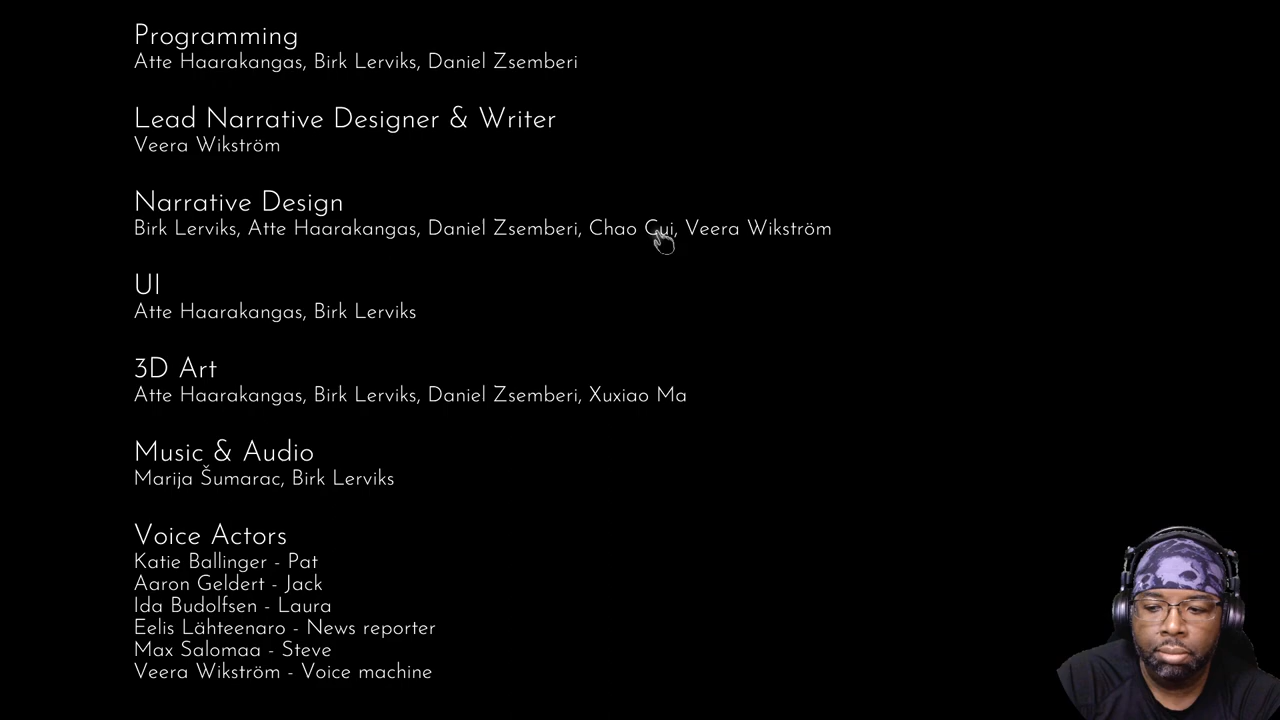 Programming
Atte Haarakangas, Birk Lerviks, Daniel Zsemberi
Lead Narrative Designer & Writer
Veera Wikström
Narrative Design
Birk Lerviks, Atte Haarakangas, Daniel Zsemberi, Chao Cui, Veera Wikström
UI
Atte Haarakangas, Birk Lerviks
3D Art
Atte Haarakangas, Birk Lerviks, Daniel Zsemberi, Xuxiao Ma
Music & Audio
Marija Šumarac, Birk Lerviks
Voice Actors
Katie Ballinger - Pat
Aaron Geldert - Jack
Ida Budolfsen - Laura
Eelis Lähteenaro - News reporter
Max Salomaa - Steve
Veera Wikström - Voice machine